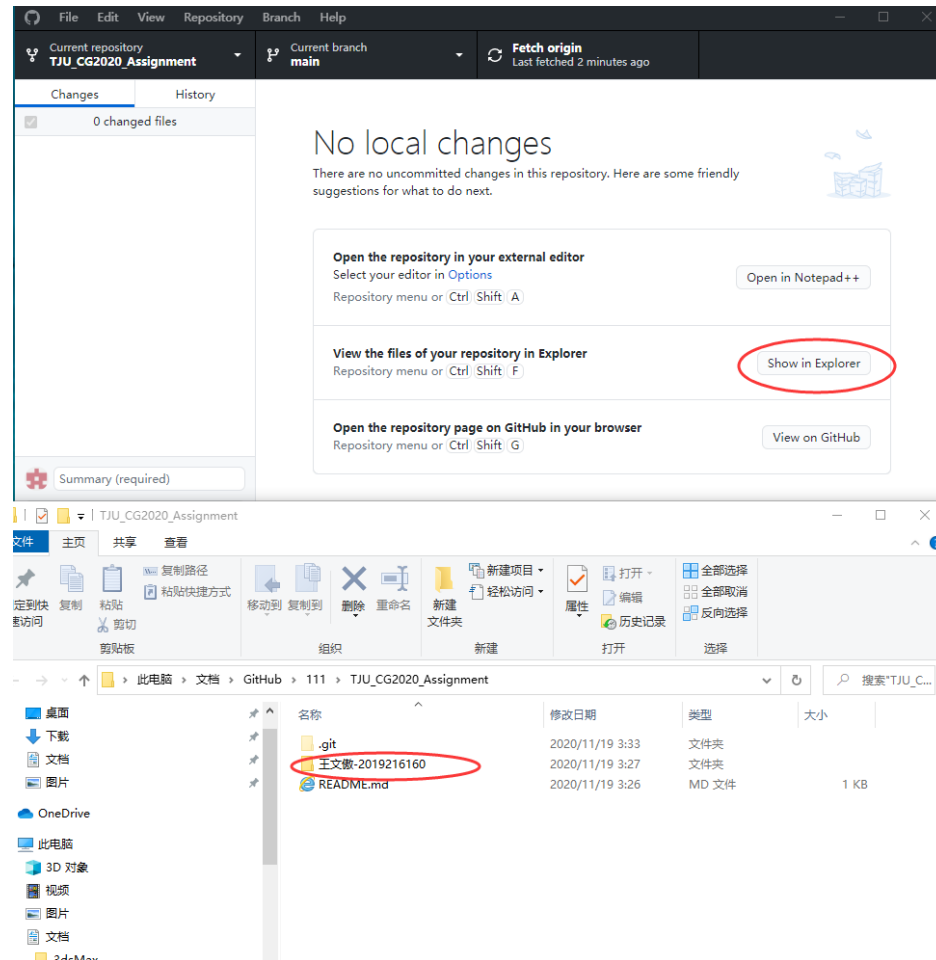 File Edit View Repository Branch Help
Current repository
TJU_CG2020_Assignment
Current branch
main
Fetch origin
Last fetched 2 minutes ago
Changes History
0 changed files
No local changes
There are no uncommitted changes in this repository. Here are some friendly
suggestions for what to do next.
Open the repository in your external editor
Select your editor in Options
Repository menu or Ctrl Shift A
Open in Notepad++
View the files of your repository in Explorer
Repository menu or Ctrl Shift F
Show in Explorer
Open the repository page on GitHub in your browser
Repository menu or Ctrl Shift G
View on GitHub
Summary (required)
TJU_CG2020_Assignment
文件 主页 共享 查看
定到快
速访问
复制
粘贴
复制路径
粘贴快捷方式
剪切
剪贴板
移动到 复制到 删除 重命名
组织
新建
文件夹
新建项目
轻松访问
新建
属性
打开
编辑
历史记录
打开
全部选择
全部取消
反向选择
选择
此电脑 › 文档 › GitHub › 111 › TJU_CG2020_Assignment
搜索"TJU_C...
桌面
下载
文档
图片
OneDrive
此电脑
3D 对象
视频
图片
文档
3dsMax
名称 修改日期 类型 大小
.git 2020/11/19 3:33 文件夹
王文傲-2019216160 2020/11/19 3:27 文件夹
README.md 2020/11/19 3:26 MD 文件 1 KB